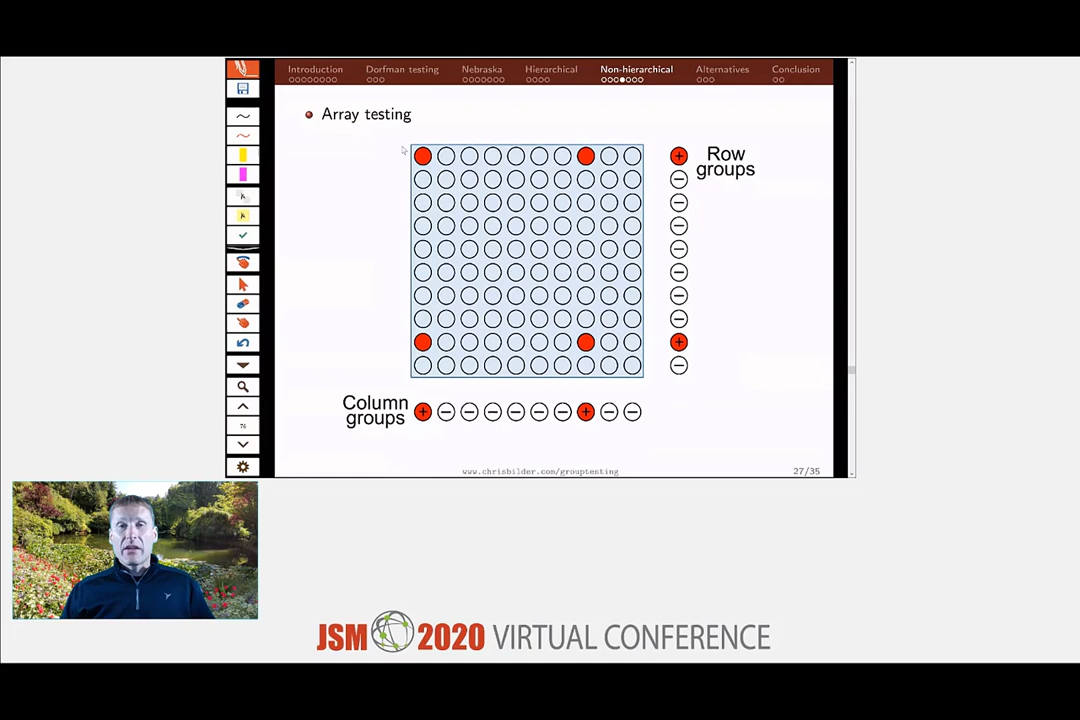 Introduction Dorfman testing Nebraska Hierarchical Non-hierarchical Alternatives Conclusion
Array testing
Row
groups
+
−
−
−
−
−
−
−
+
−
Column
groups
+ − − − − − − + − −
76
www.chrisbilder.com/grouptesting 27/35
JSM 2020 VIRTUAL CONFERENCE